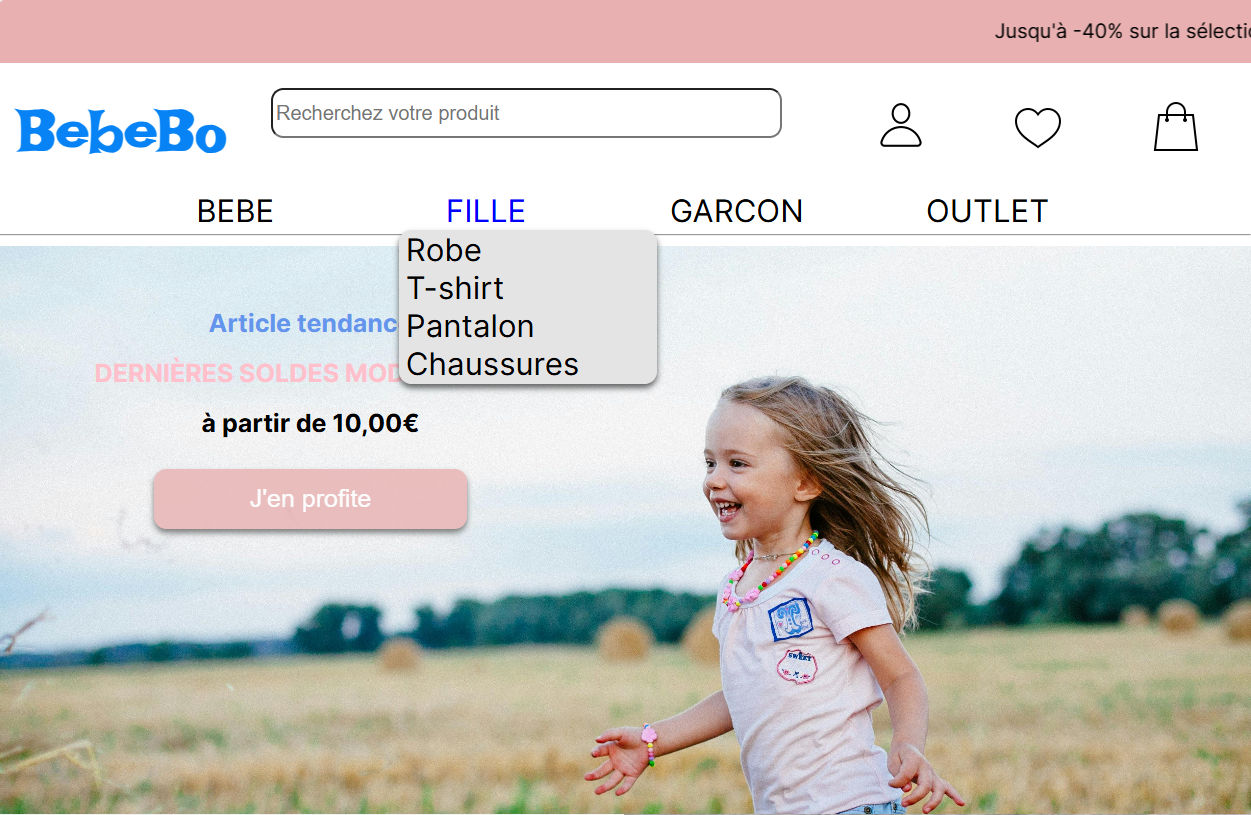 Jusqu'à -40% sur la sélectio
BebeBo
Recherchez votre produit
BEBE
FILLE
GARCON
OUTLET
Robe
T-shirt
Pantalon
Chaussures
Article tendanc
DERNIÈRES SOLDES MOD
à partir de 10,00€
J'en profite
SWEET